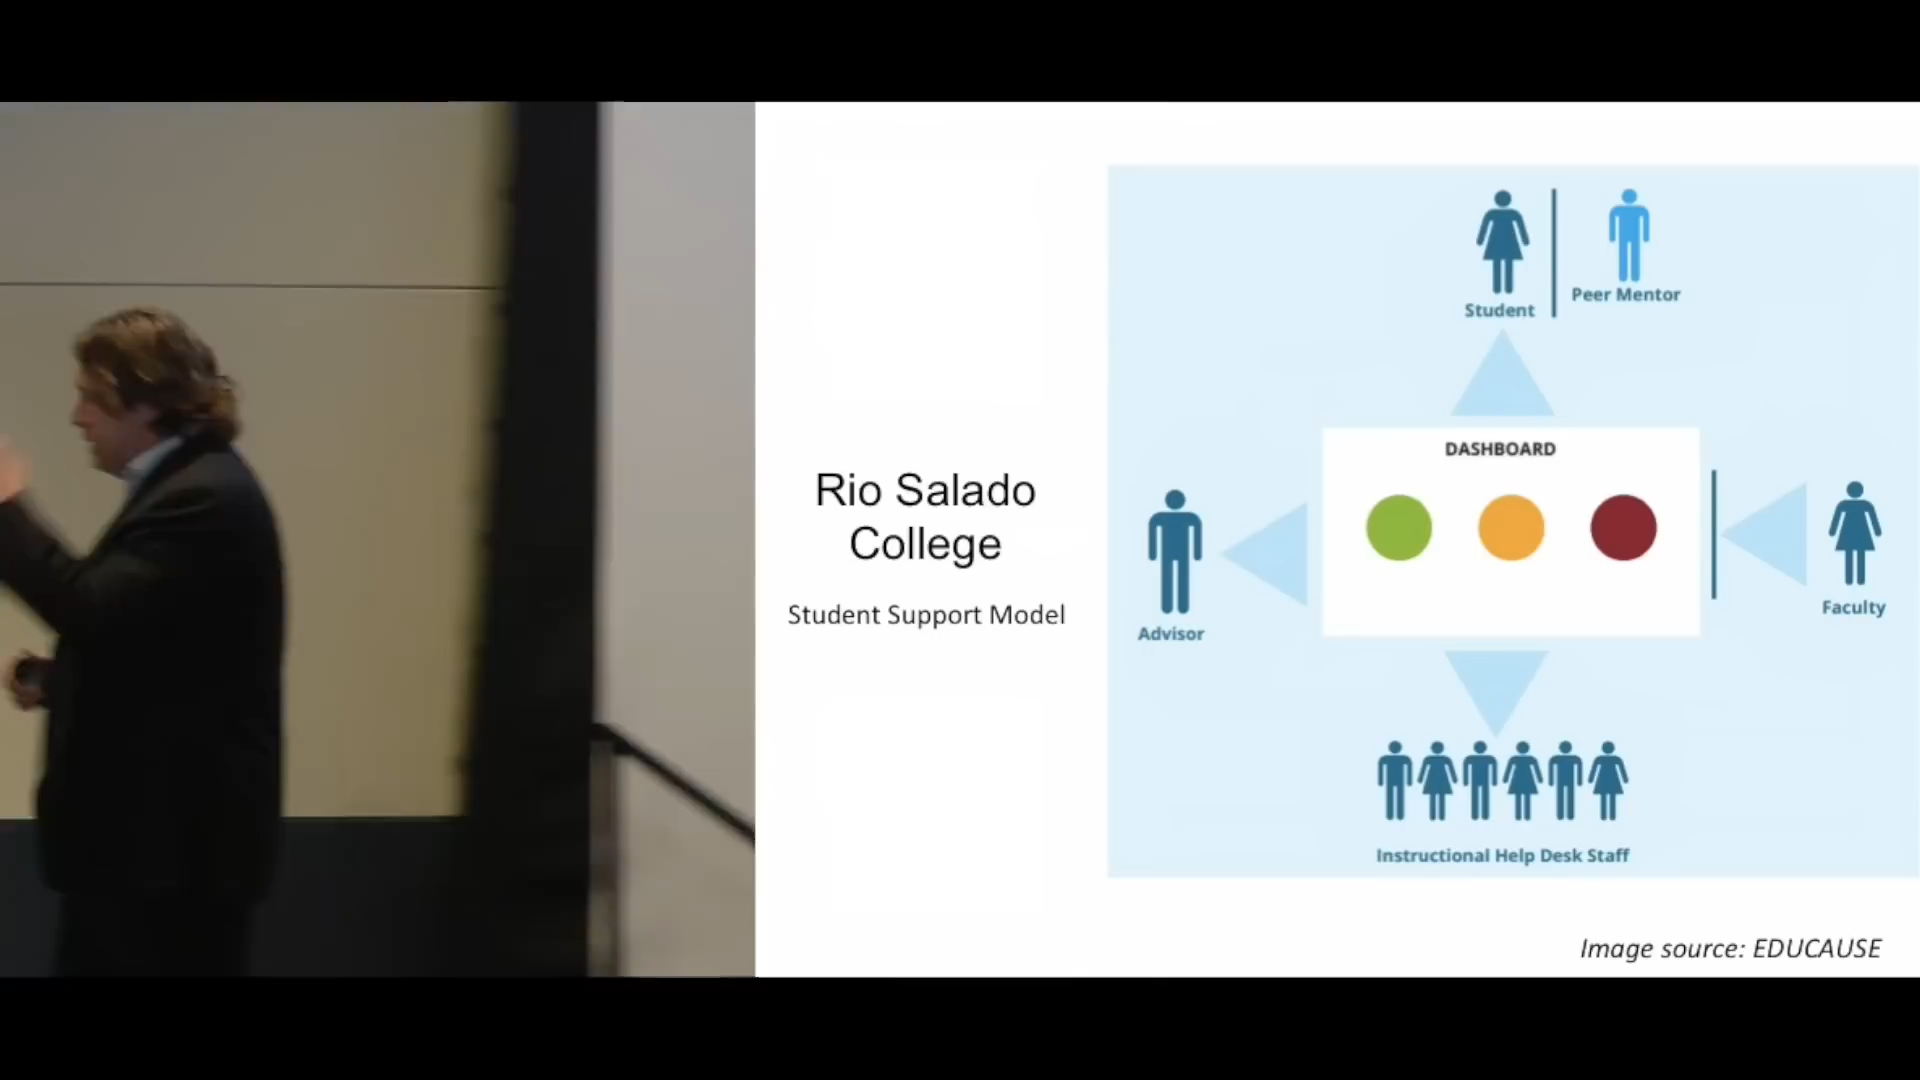 Rio Salado
College
Student Support Model
Student
Peer Mentor
DASHBOARD
Advisor
Faculty
Instructional Help Desk Staff
Image source: EDUCAUSE